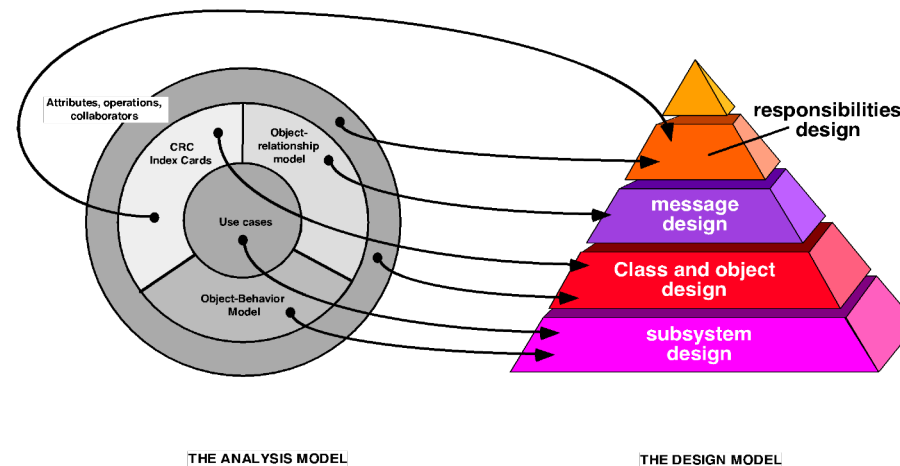 Attributes, operations,
collaborators
CRC
Index Cards
Object-
relationship
model
Use cases
Object-Behavior
Model
responsibilities
design
message
design
Class and object
design
subsystem
design
THE ANALYSIS MODEL
THE DESIGN MODEL